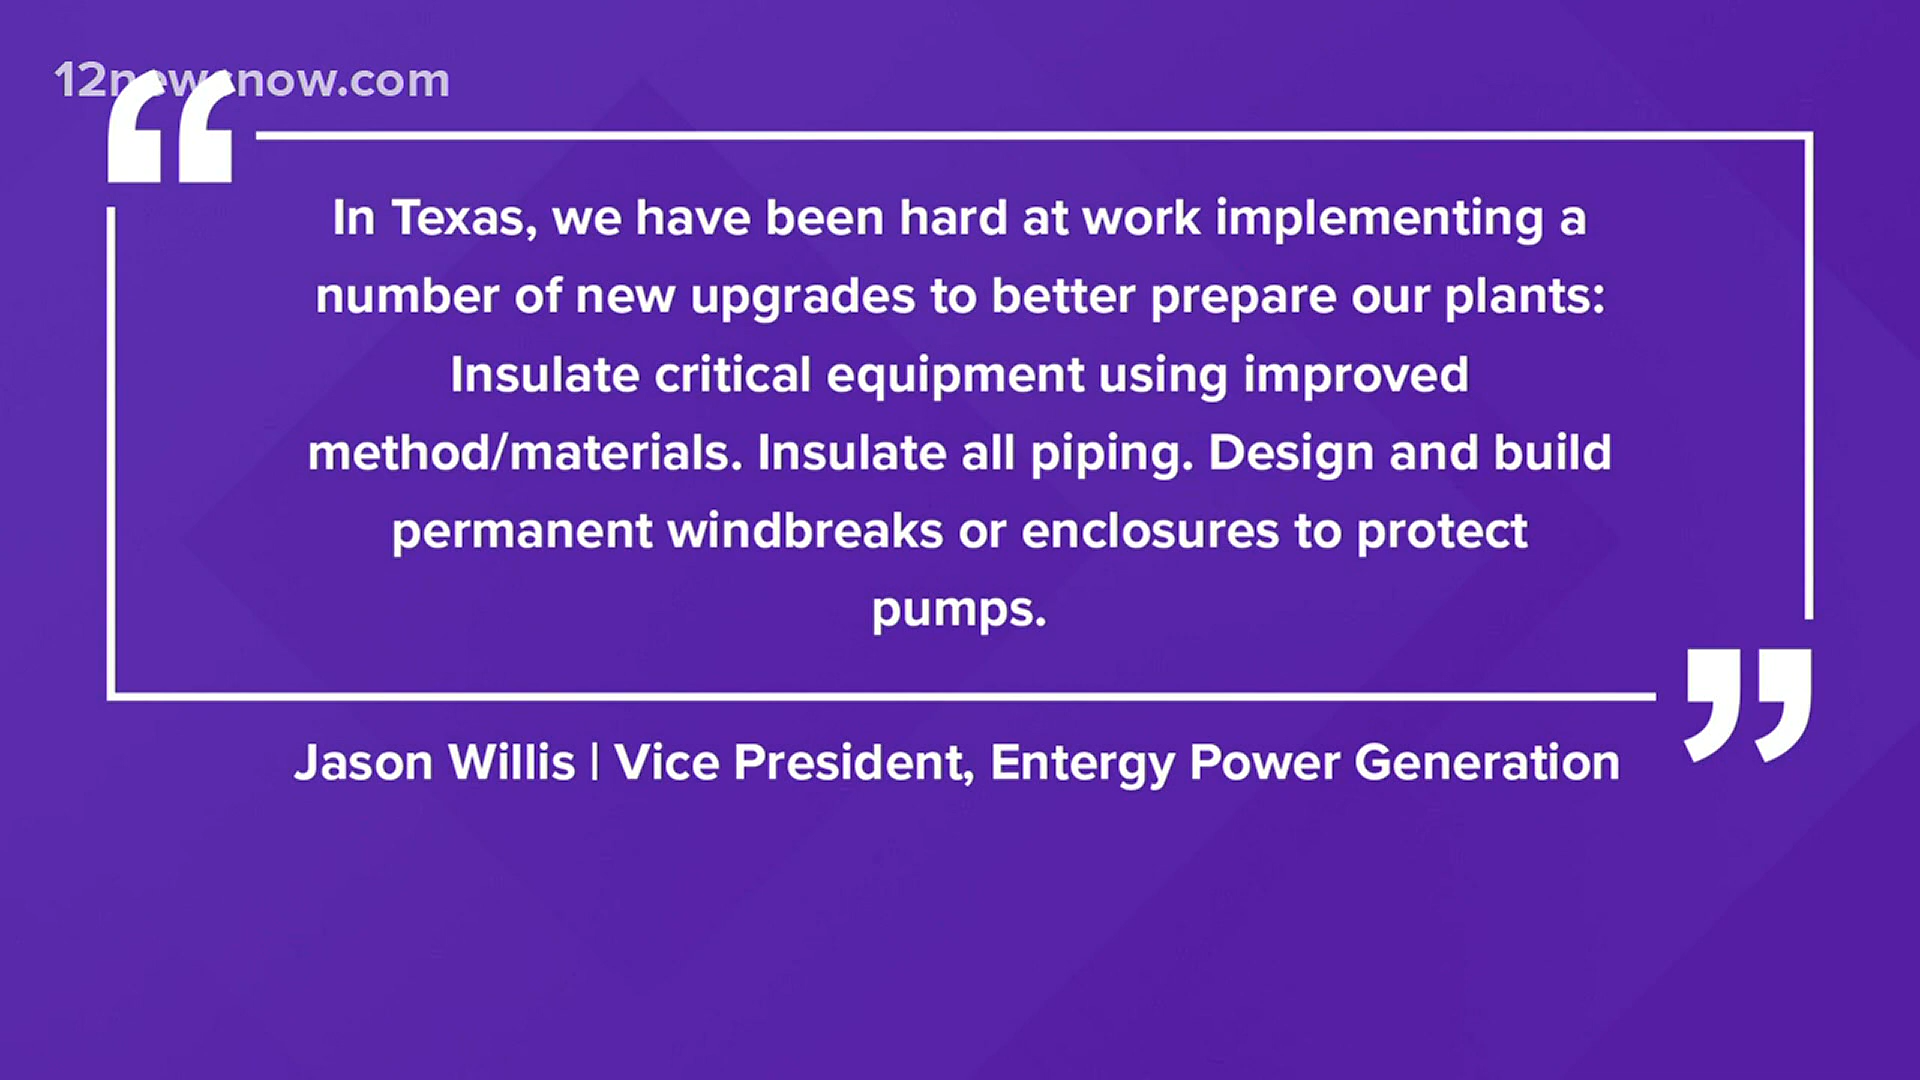 12newsnow.com
In Texas, we have been hard at work implementing a
number of new upgrades to better prepare our plants:
Insulate critical equipment using improved
method/materials. Insulate all piping. Design and build
permanent windbreaks or enclosures to protect
pumps.
Jason Willis | Vice President, Entergy Power Generation